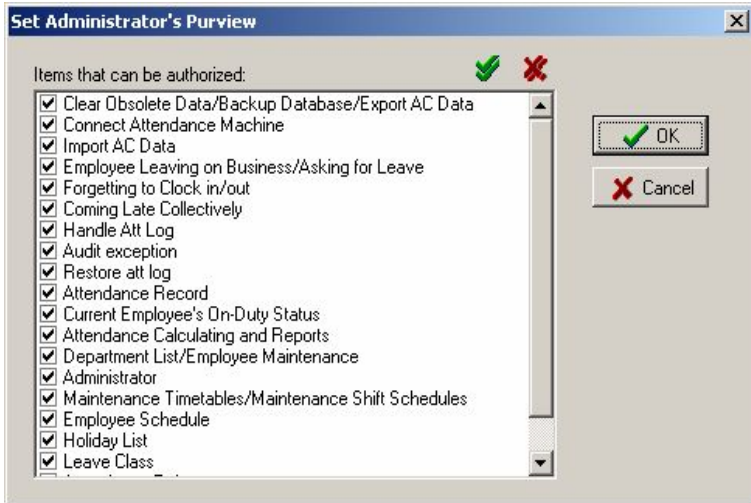 Set Administrator's Purview
Items that can be authorized:
Clear Obsolete Data/Backup Database/Export AC Data
Connect Attendance Machine
Import AC Data
Employee Leaving on Business/Asking for Leave
Forgetting to Clock in/out
Coming Late Collectively
Handle Att Log
Audit exception
Restore att log
Attendance Record
Current Employee's On-Duty Status
Attendance Calculating and Reports
Department List/Employee Maintenance
Administrator
Maintenance Timetables/Maintenance Shift Schedules
Employee Schedule
Holiday List
Leave Class
OK
Cancel